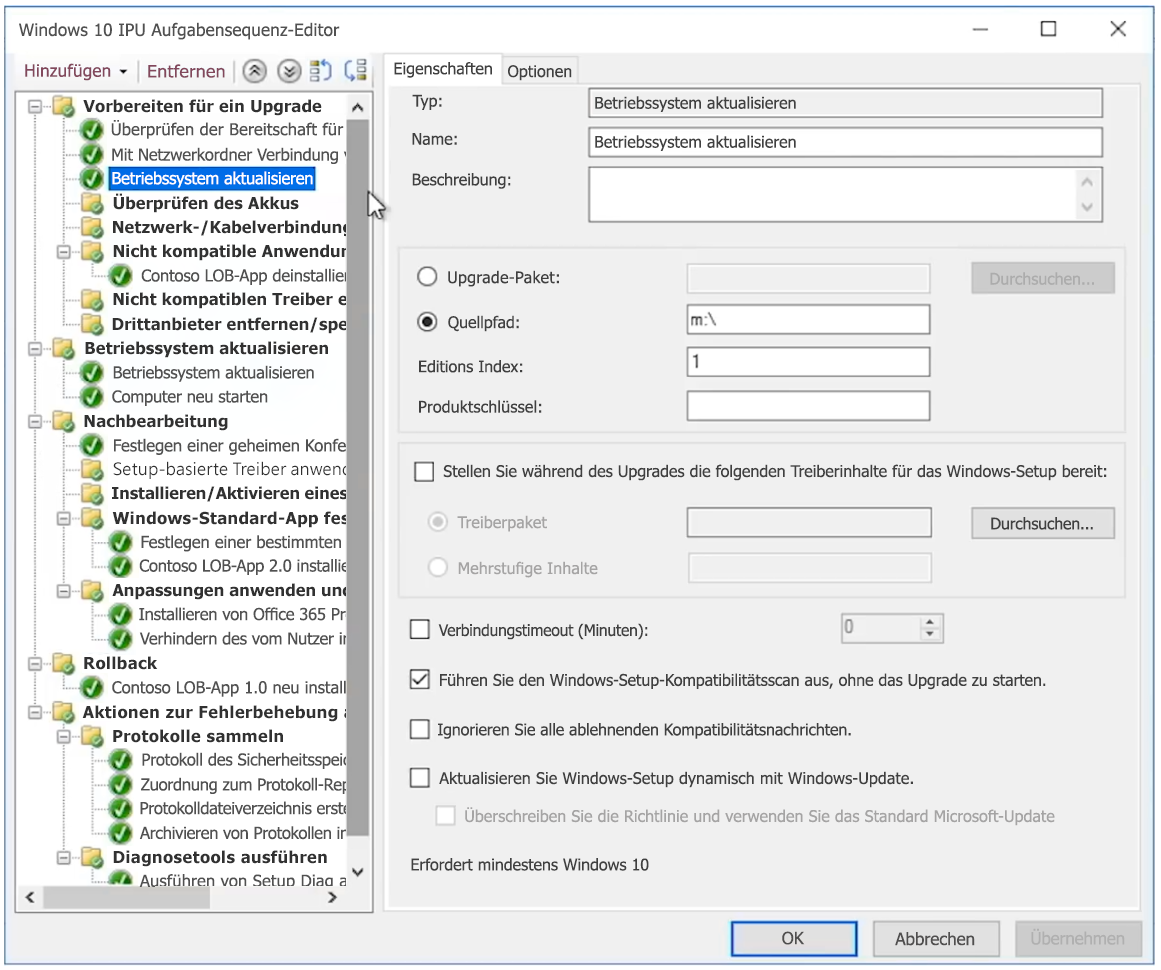 Windows 10 IPU Aufgabensequenz-Editor
Hinzufügen
Entfernen
Vorbereiten für ein Upgrade
Überprüfen der Bereitschaft für
Mit Netzwerkordner Verbindung
Betriebssystem aktualisieren
Überprüfen des Akkus
Netzwerk-/Kabelverbindung
Nicht kompatible Anwendun
Contoso LOB-App deinstallie
Nicht kompatiblen Treiber e
Drittanbieter entfernen/spe
Betriebssystem aktualisieren
Betriebssystem aktualisieren
Computer neu starten
Nachbearbeitung
Festlegen einer geheimen Konfe
Setup-basierte Treiber anwend
Installieren/Aktivieren eines
Windows-Standard-App fes
Festlegen einer bestimmten
Contoso LOB-App 2.0 installie
Anpassungen anwenden und
Installieren von Office 365 Pr
Verhindern des vom Nutzer in
Rollback
Contoso LOB-App 1.0 neu install
Aktionen zur Fehlerbehebung a
Protokolle sammeln
Protokoll des Sicherheitsspeic
Zuordnung zum Protokoll-Rep
Protokolldateiverzeichnis erste
Archivieren von Protokollen in
Diagnosetools ausführen
Ausführen von Setup Diag a
Eigenschaften
Optionen
Typ:
Betriebssystem aktualisieren
Name:
Betriebssystem aktualisieren
Beschreibung:
Upgrade-Paket:
Durchsuchen...
Quellpfad:
m:\
Editions Index:
1
Produktschlüssel:
Stellen Sie während des Upgrades die folgenden Treiberinhalte für das Windows-Setup bereit:
Treiberpaket
Durchsuchen...
Mehrstufige Inhalte
Verbindungstimeout (Minuten):
0
Führen Sie den Windows-Setup-Kompatibilitätsscan aus, ohne das Upgrade zu starten.
Ignorieren Sie alle ablehnenden Kompatibilitätsnachrichten.
Aktualisieren Sie Windows-Setup dynamisch mit Windows-Update.
Überschreiben Sie die Richtlinie und verwenden Sie das Standard Microsoft-Update
Erfordert mindestens Windows 10
OK
Abbrechen
Übernehmen